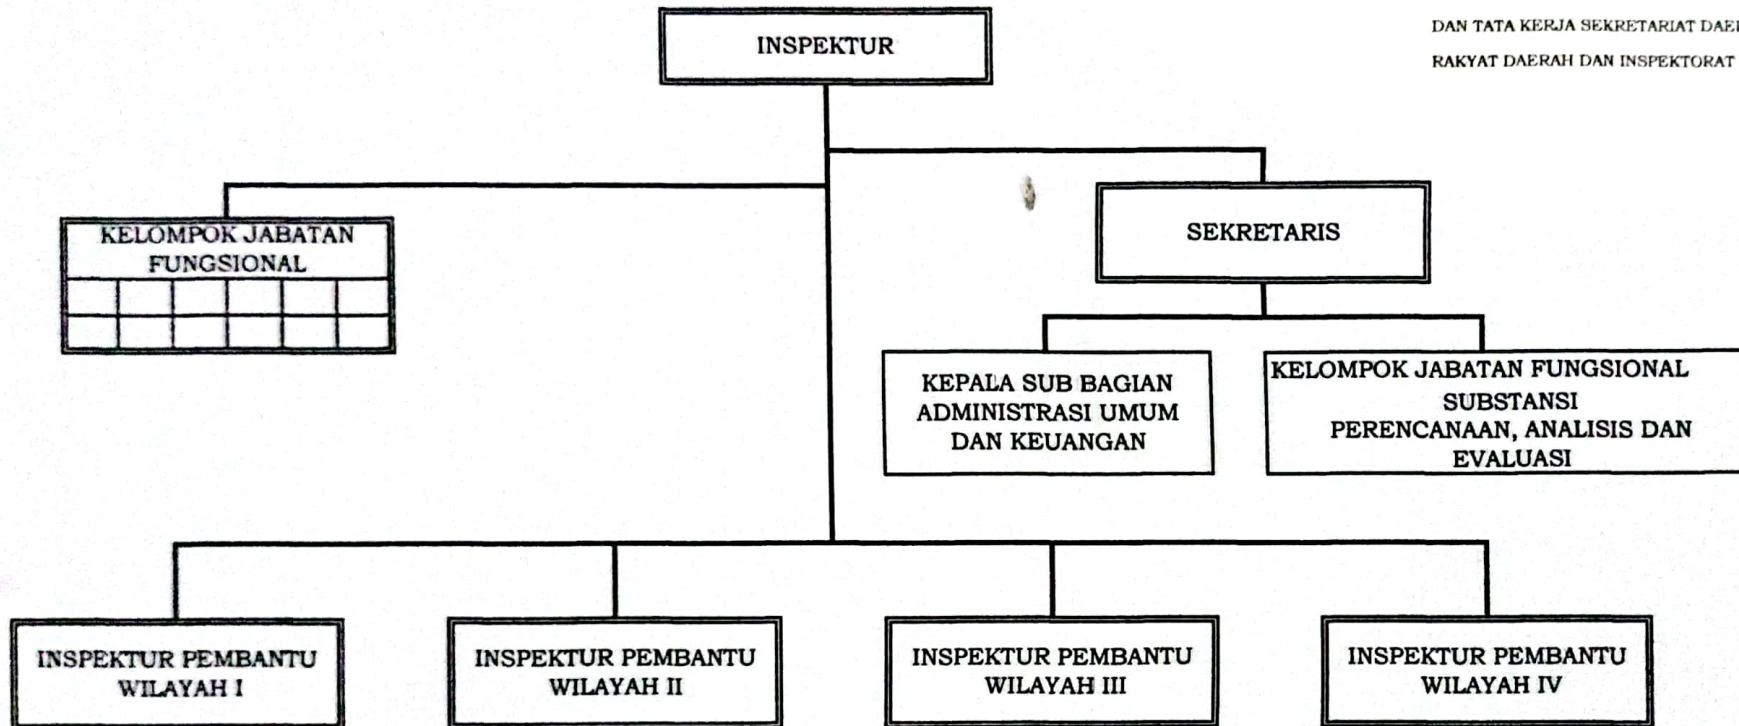 INSPEKTUR
DAN TATA KERJA SEKRETARIAT
RAKYAT DAERAH DAN INSPEKTORAT
KELOMPOK JABATAN
FUNGSIONAL
SEKRETARIS
KEPALA SUB BAGIAN
ADMINISTRASI UMUM
DAN KEUANGAN
KELOMPOK JABATAN FUNGSIONAL
SUBSTANSI
PERENCANAAN, ANALISIS DAN
EVALUASI
INSPEKTUR PEMBANTU
WILAYAH I
INSPEKTUR PEMBANTU
WILAYAH II
INSPEKTUR PEMBANTU
WILAYAH III
INSPEKTUR PEMBANTU
WILAYAH IV